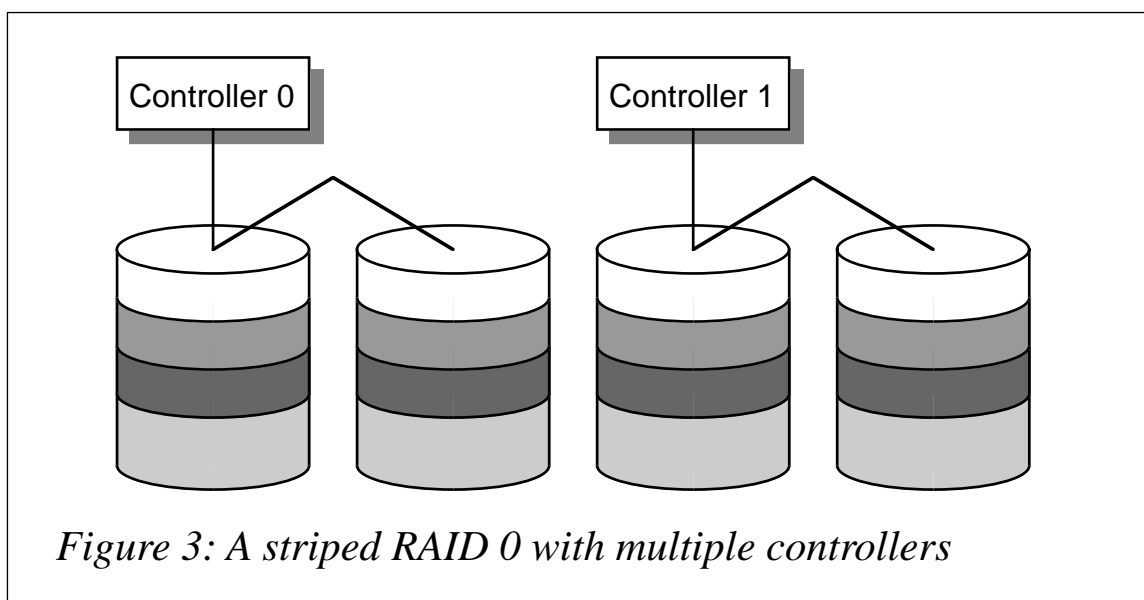 Controller 0
Controller 1
Figure 3: A striped RAID 0 with multiple controllers